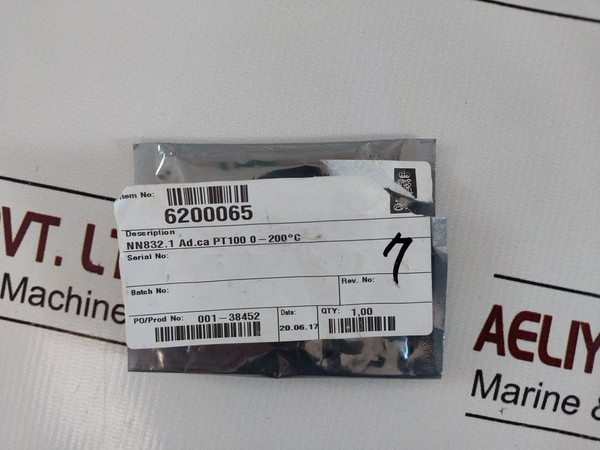 Item No:
6200065
Description
NN832.1 Ad.ca PT100 0-200°C
Serial No:
7
Batch No:
Rev. No:
PO/Prod No: 001-38452
Date:
20.06.17
QTY: 1,00
PVT. LT
Machine
AELIY
Marine &